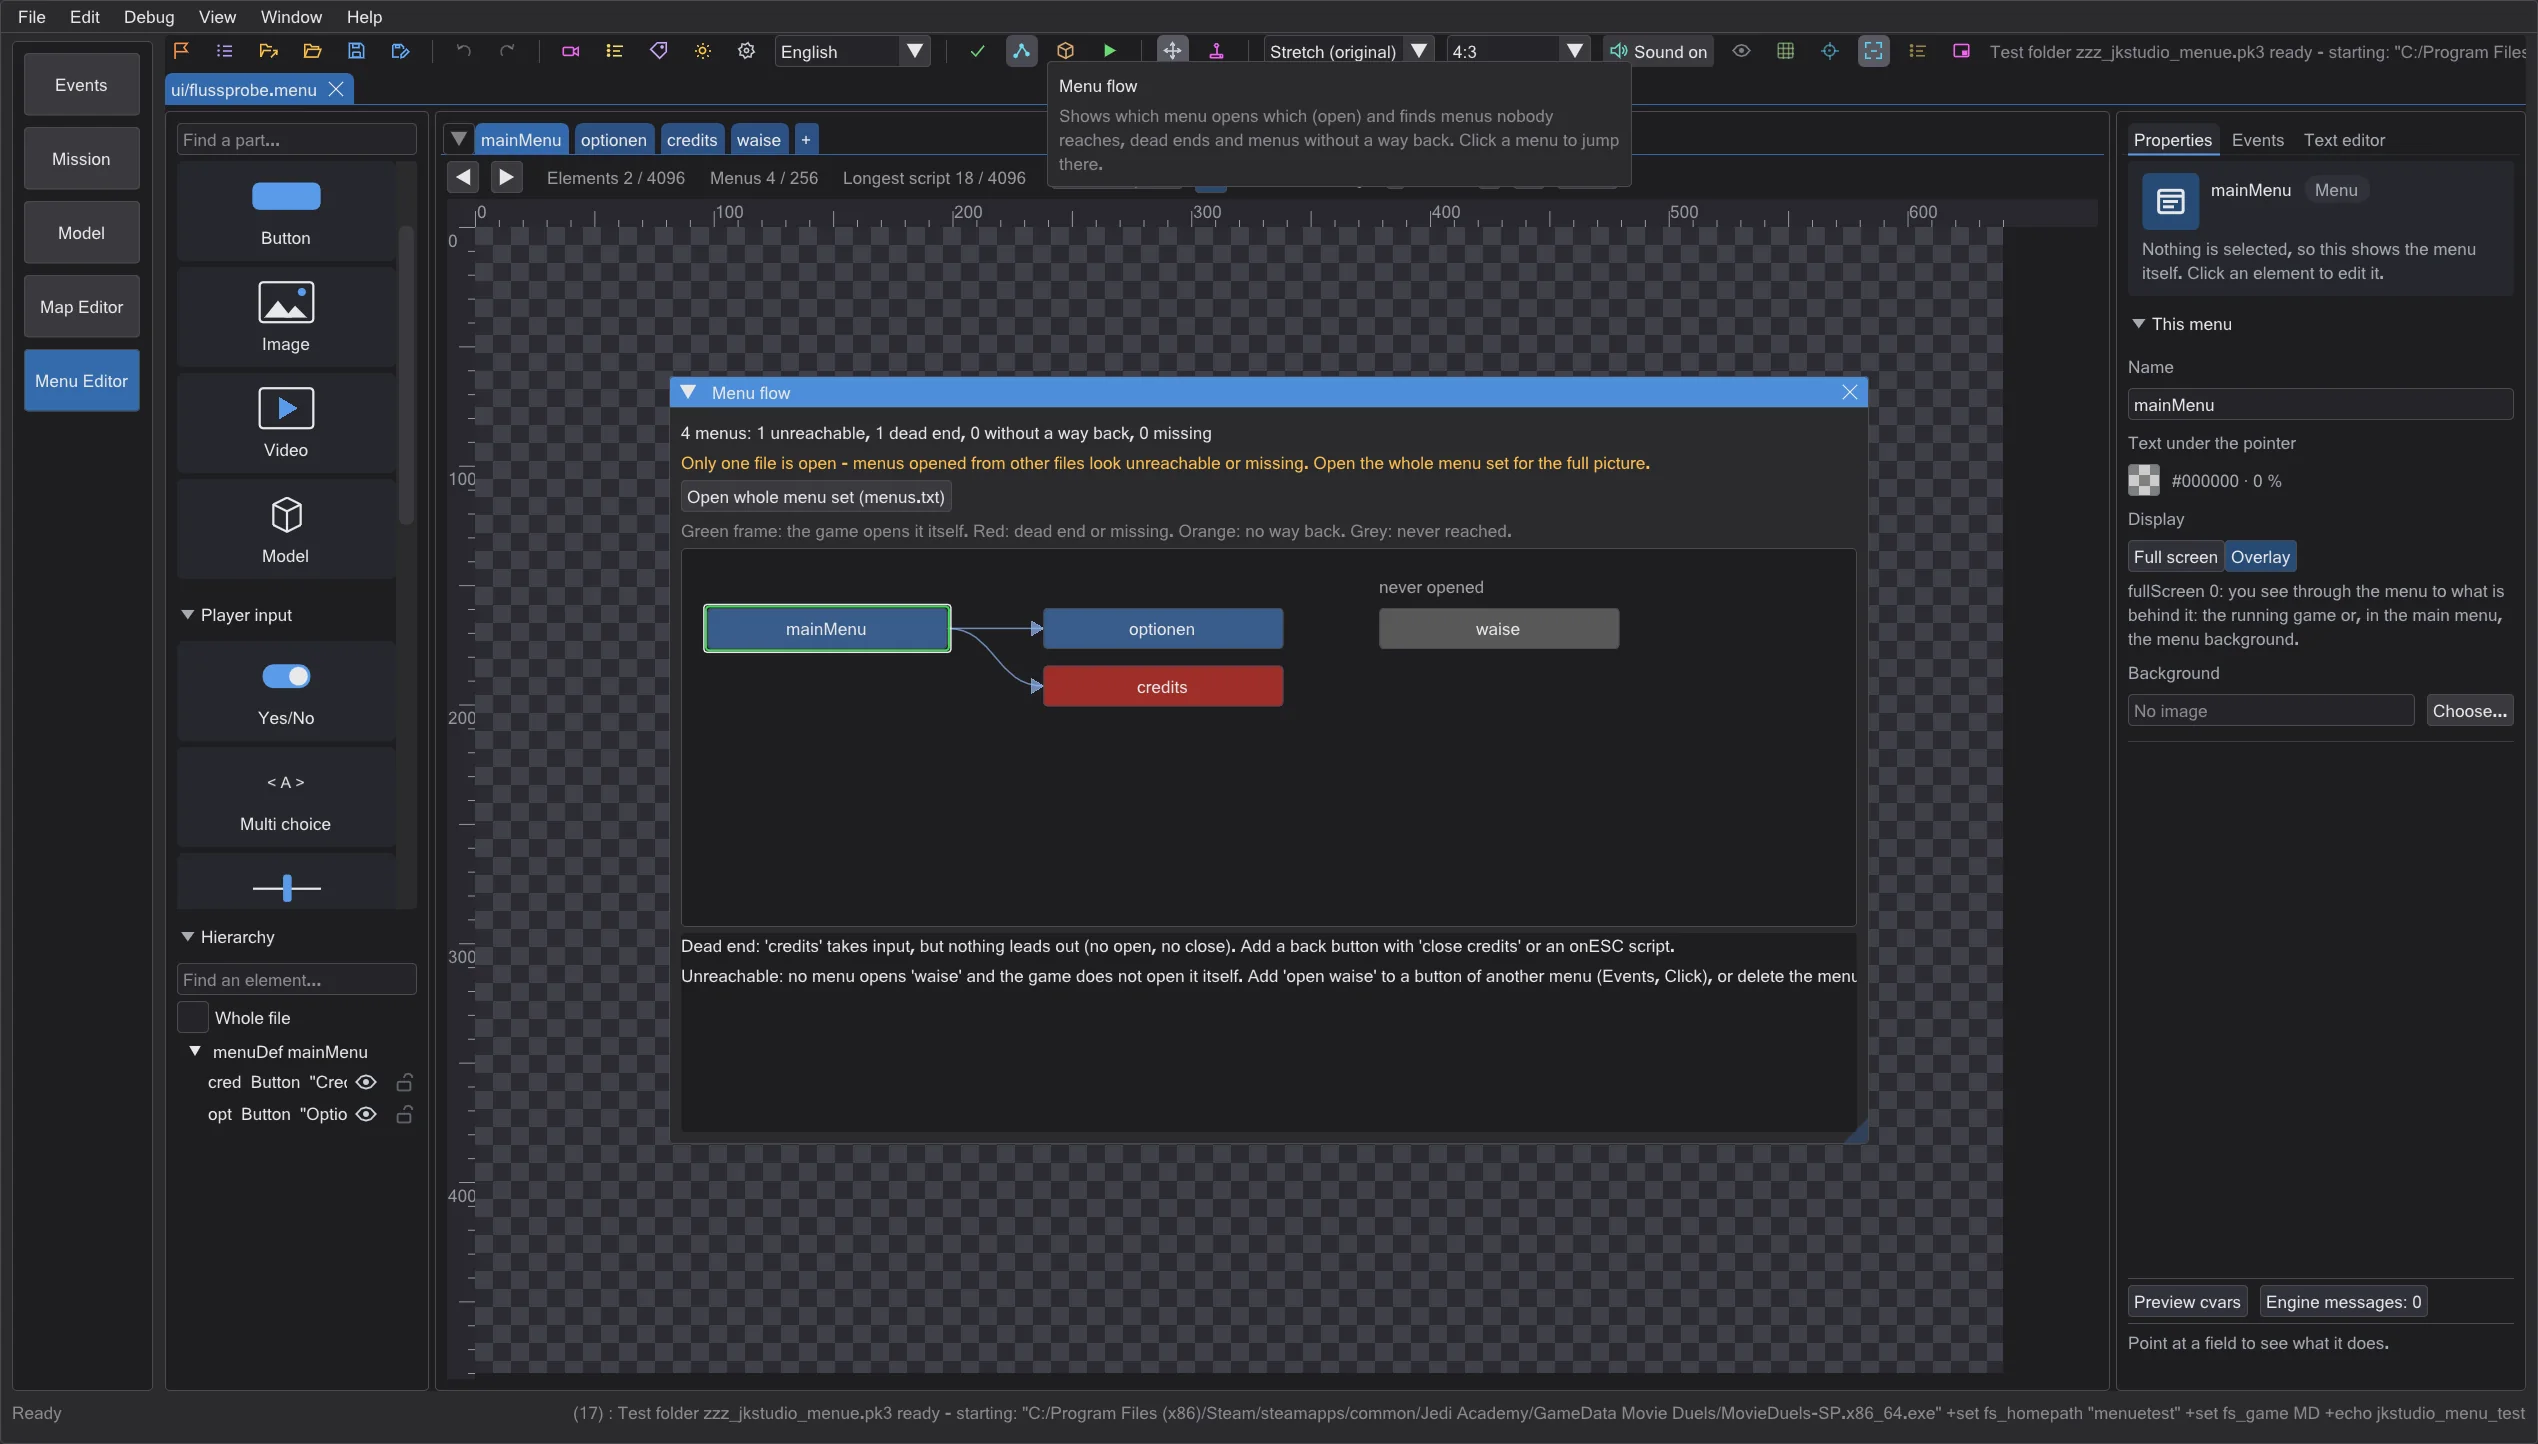 File Edit Debug View Window Help
English
Stretch (original)
4:3
Sound on
Test folder zzz_jkstudio_menue.pk3 ready - starting: "C:/Program Files
Events
Mission
Model
Map Editor
Menu Editor
ui/flussprobe.menu
Menu flow
Shows which menu opens which (open) and finds menus nobody
reaches, dead ends and menus without a way back. Click a menu to jump
there.
Find a part...
Button
Image
Video
Model
Player input
Yes/No
< A >
Multi choice
Hierarchy
Find an element...
Whole file
menuDef mainMenu
cred Button "Cred
opt Button "Optio
mainMenu optionen credits waise +
Elements 2 / 4096 Menus 4 / 256 Longest script 18 / 4096
0 100 200 300 400 500 600
0
100
200
300
400
Menu flow
4 menus: 1 unreachable, 1 dead end, 0 without a way back, 0 missing
Only one file is open - menus opened from other files look unreachable or missing. Open the whole menu set for the full picture.
Open whole menu set (menus.txt)
Green frame: the game opens it itself. Red: dead end or missing. Orange: no way back. Grey: never reached.
never opened
mainMenu
optionen
waise
credits
Dead end: 'credits' takes input, but nothing leads out (no open, no close). Add a back button with 'close credits' or an onESC script.
Unreachable: no menu opens 'waise' and the game does not open it itself. Add 'open waise' to a button of another menu (Events, Click), or delete the menu
Properties Events Text editor
mainMenu Menu
Nothing is selected, so this shows the menu
itself. Click an element to edit it.
This menu
Name
mainMenu
Text under the pointer
#000000 · 0 %
Display
Full screen Overlay
fullScreen 0: you see through the menu to what is
behind it: the running game or, in the main menu,
the menu background.
Background
No image Choose...
Preview cvars Engine messages: 0
Point at a field to see what it does.
Ready
(17) : Test folder zzz_jkstudio_menue.pk3 ready - starting: "C:/Program Files (x86)/Steam/steamapps/common/Jedi Academy/GameData Movie Duels/MovieDuels-SP.x86_64.exe" +set fs_homepath "menuetest" +set fs_game MD +echo jkstudio_menu_test